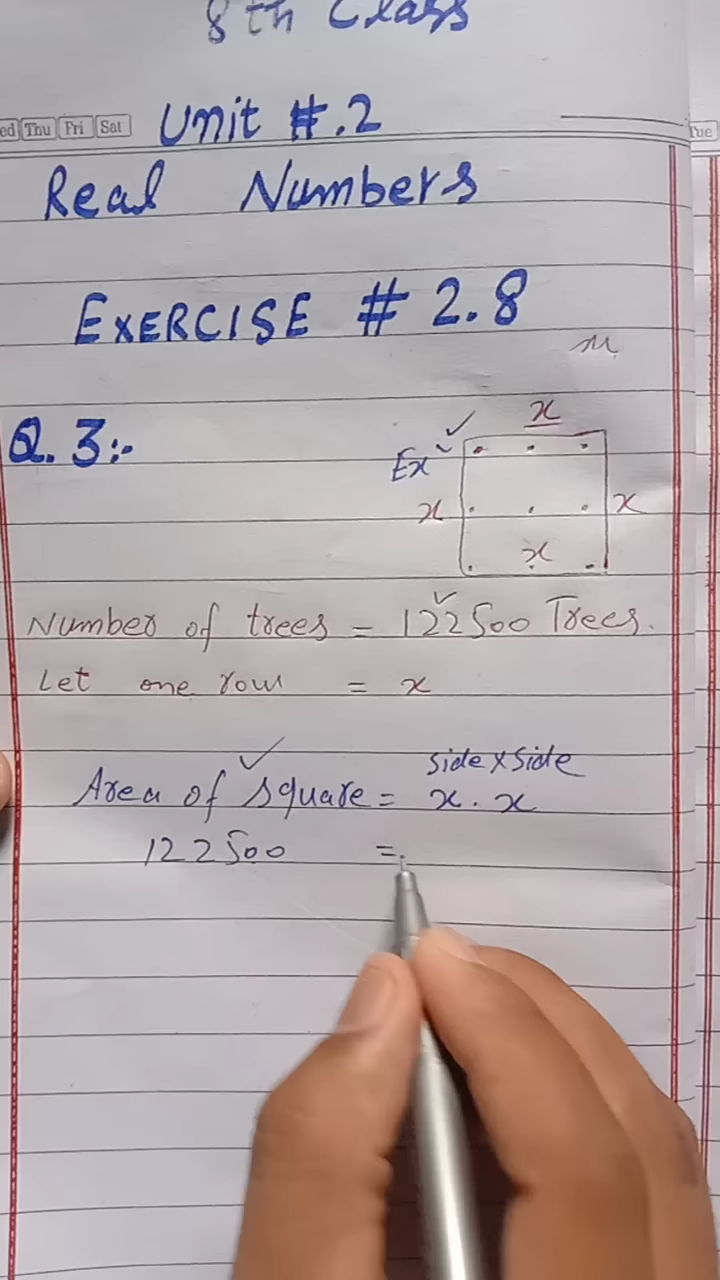 8th Class
ed Thu Fri Sat
Unit #.2
Tue
Real Numbers
EXERCISE # 2.8
Q.3:-
x
Ex
x x
x
Number of trees = 122500 Trees.
Let one row = x
side × side
Area of square = x . x
122500 =